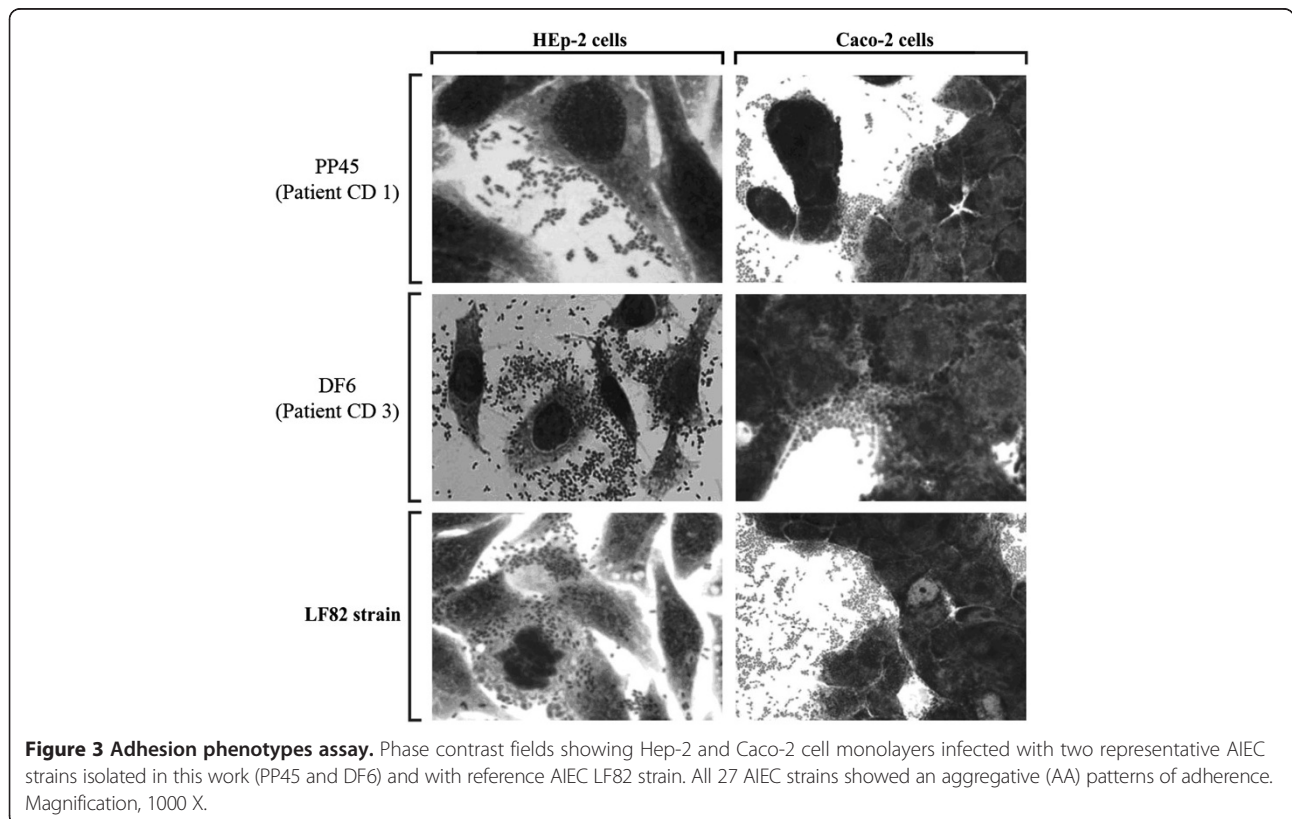 HEp-2 cells
Caco-2 cells
PP45
(Patient CD 1)
DF6
(Patient CD 3)
LF82 strain
Figure 3 Adhesion phenotypes assay. Phase contrast fields showing Hep-2 and Caco-2 cell monolayers infected with two representative AIEC
strains isolated in this work (PP45 and DF6) and with reference AIEC LF82 strain. All 27 AIEC strains showed an aggregative (AA) patterns of adherence.
Magnification, 1000 X.